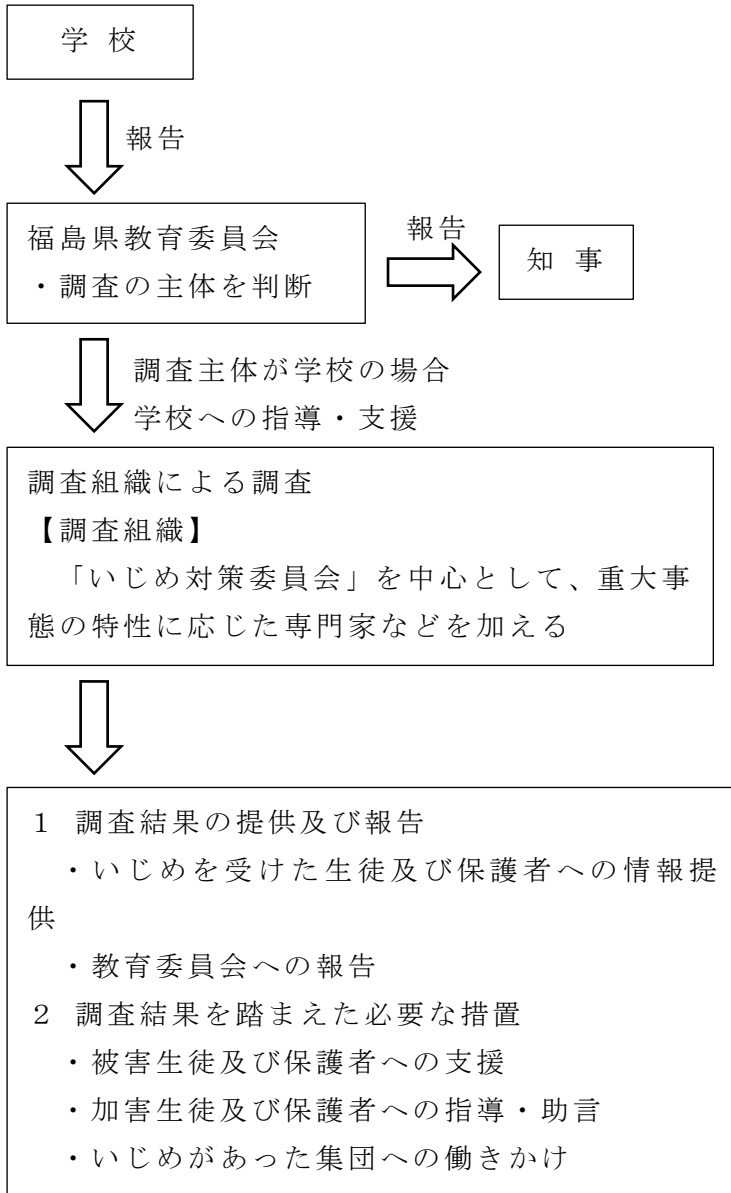 学 校
報告
福島県教育委員会
・調査の主体を判断
報告
知 事
調査主体が学校の場合
学校への指導・支援
調査組織による調査
【調査組織】
「いじめ対策委員会」を中心として、重大事
態の特性に応じた専門家などを加える
1 調査結果の提供及び報告
・いじめを受けた生徒及び保護者への情報提
供
・教育委員会への報告
2 調査結果を踏まえた必要な措置
・被害生徒及び保護者への支援
・加害生徒及び保護者への指導・助言
・いじめがあった集団への働きかけ